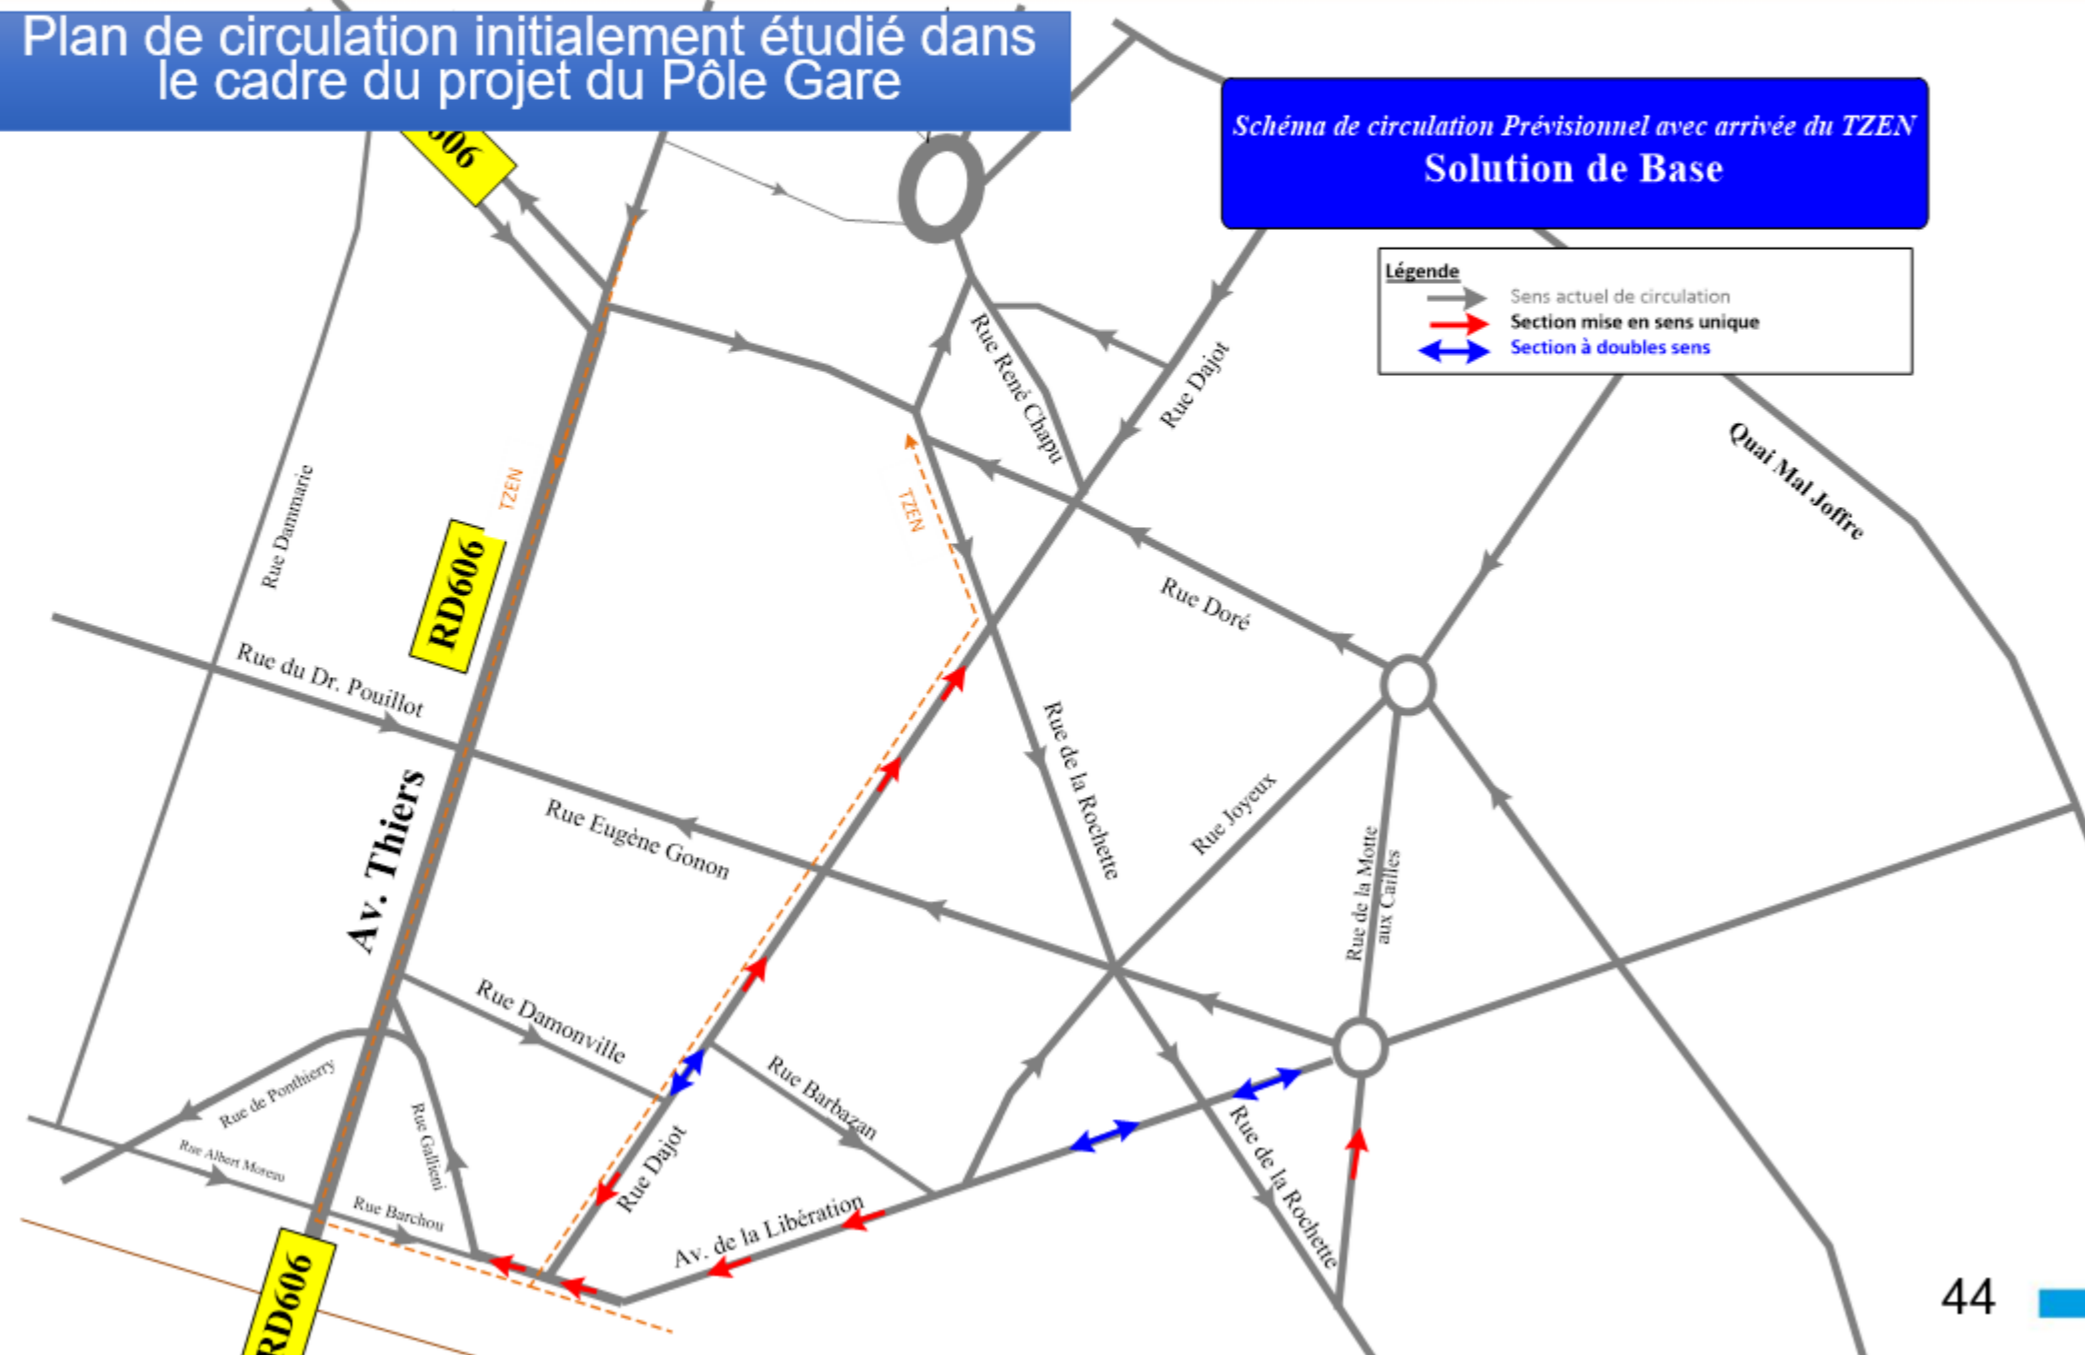 Plan de circulation initialement étudié dans
le cadre du projet du Pôle Gare
Schéma de circulation Prévisionnel avec arrivée du TZEN
Solution de Base
Légende
Sens actuel de circulation
Section mise en sens unique
Section à doubles sens
606
Rue René Chapu
Rue Dajot
Quai Mal Joffre
Rue Dammarie
TZEN
TZEN
RD606
Rue Doré
Rue du Dr. Pouillot
Rue de la Rochette
Av. Thiers
Rue Eugène Gonon
Rue Joyeux
Rue de la Motte
aux Cailles
Rue Damonville
Rue Barbazan
Rue de Ponthierry
Rue Gallieni
Rue Albert Moreau
Rue Dajot
Rue de la Rochette
Rue Barchou
Av. de la Libération
RD606
44